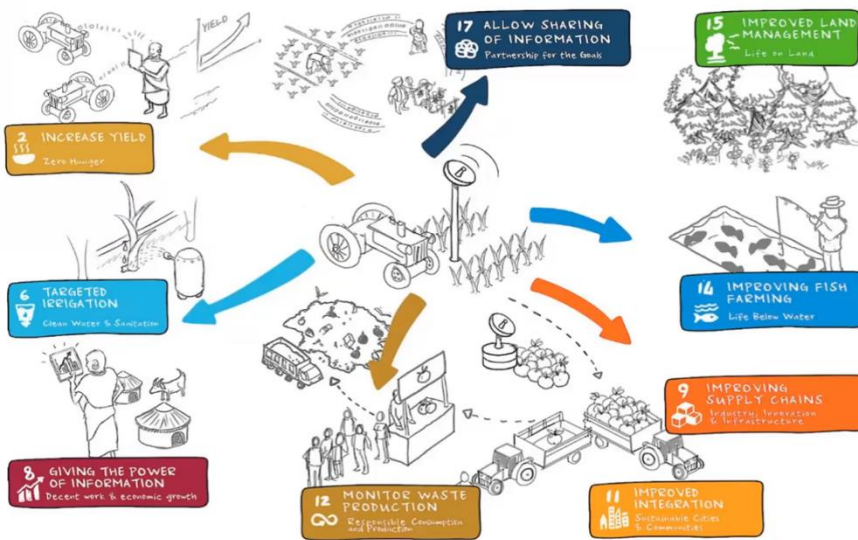 YIELD
17 ALLOW SHARING
OF INFORMATION
Partnership for the Goals
15 IMPROVED LAND
MANAGEMENT
Life on Land
2 INCREASE YIELD
Zero Hunger
6 TARGETED
IRRIGATION
Clean Water & Sanitation
14 IMPROVING FISH
FARMING
Life Below Water
9 IMPROVING
SUPPLY CHAINS
Industry, Innovation
& Infrastructure
8 GIVING THE POWER
OF INFORMATION
Decent work & economic growth
12 MONITOR WASTE
PRODUCTION
Responsible Consumption
and Production
11 IMPROVED
INTEGRATION
Sustainable Cities
& Communities